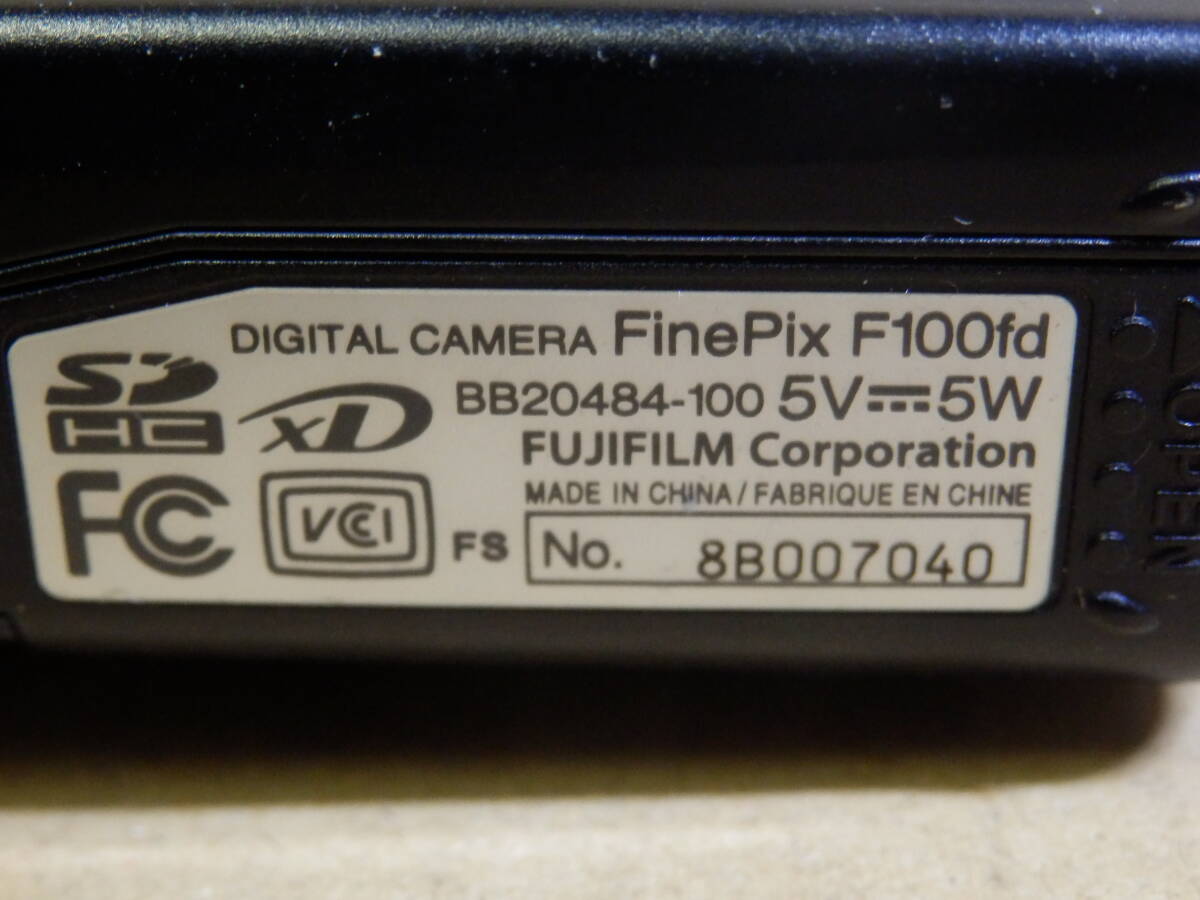 DIGITAL CAMERA FinePix F100fd
SD HC xD BB20484-100 5V⎓5W
FUJIFILM Corporation
MADE IN CHINA/FABRIQUE EN CHINE
FC VCCI FS No. 8B007040
OPEN